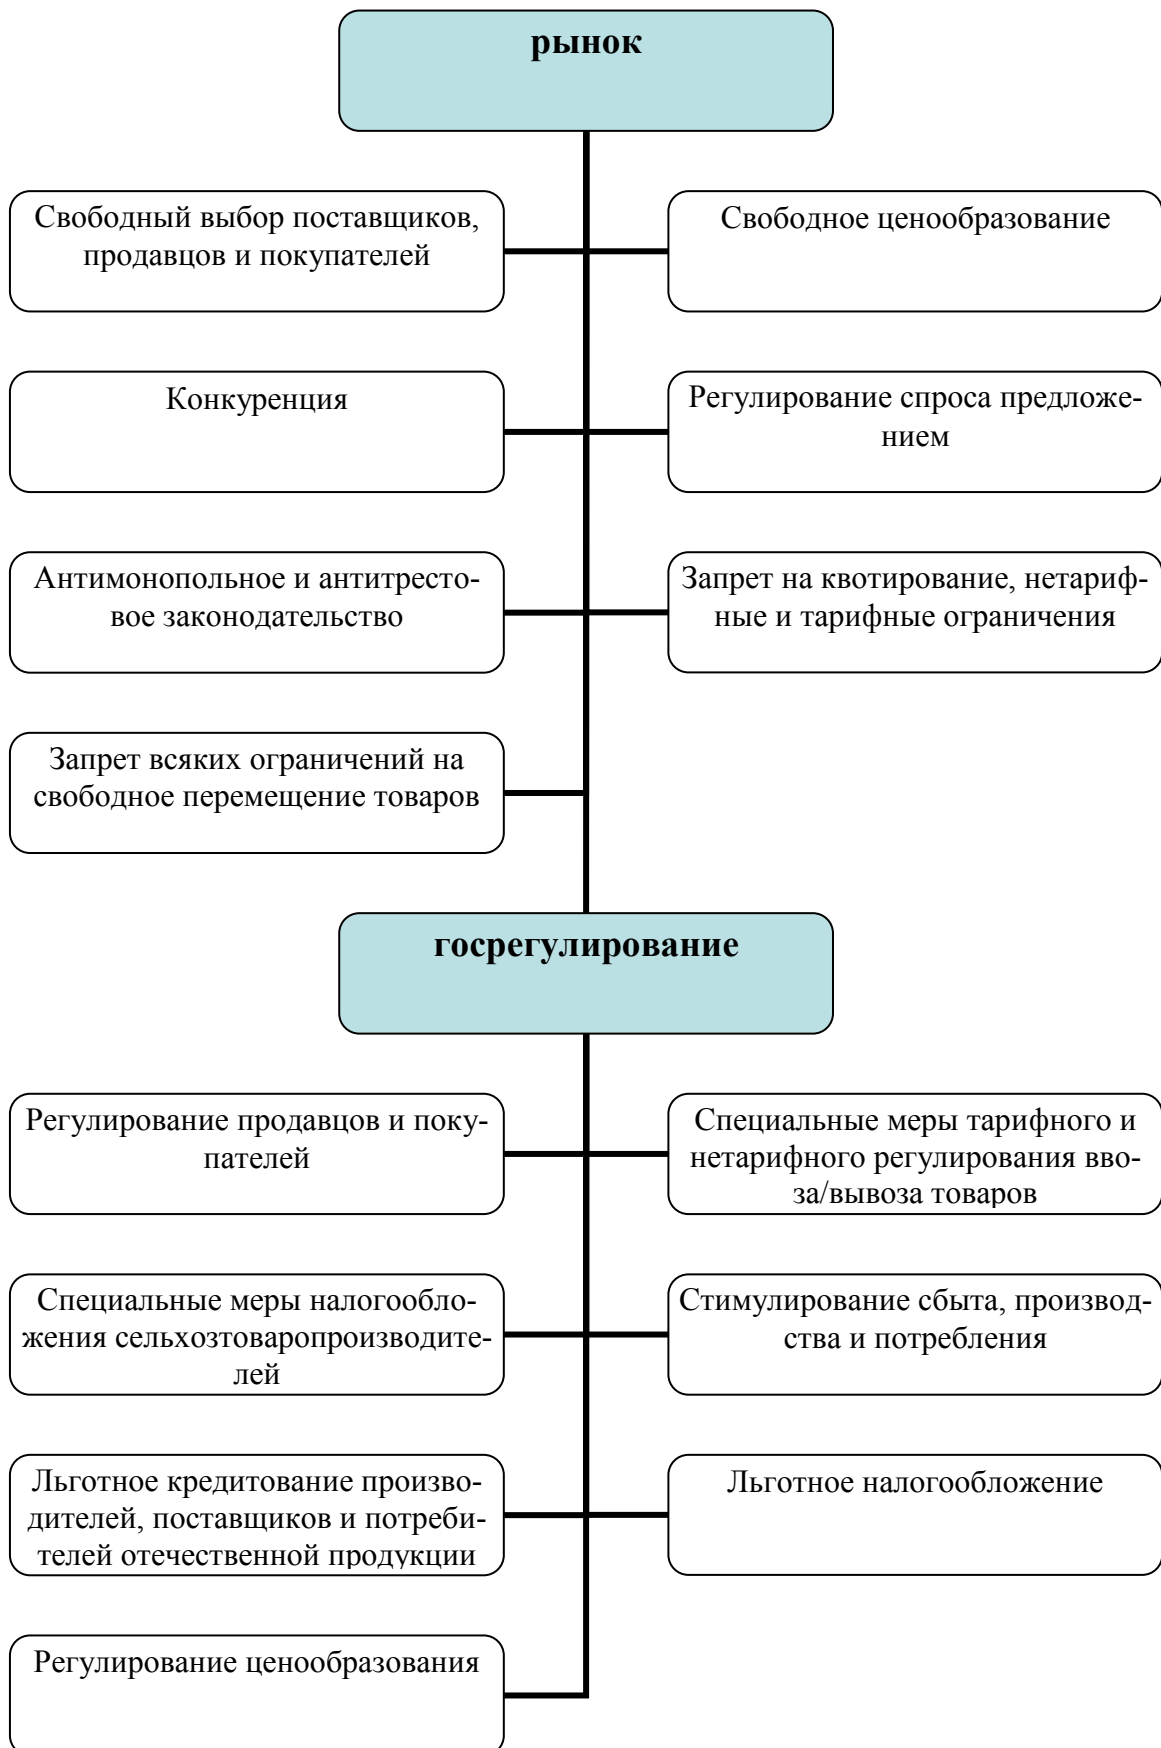 рынок
Свободный выбор поставщиков,
продавцов и покупателей
Свободное ценообразование
Конкуренция
Регулирование спроса предложе-
нием
Антимонопольное и антитресто-
вое законодательство
Запрет на квотирование, нетариф-
ные и тарифные ограничения
Запрет всяких ограничений на
свободное перемещение товаров
госрегулирование
Регулирование продавцов и поку-
пателей
Специальные меры тарифного и
нетарифного регулирования вво-
за/вывоза товаров
Специальные меры налогообло-
жения сельхозтоваропроизводите-
лей
Стимулирование сбыта, производ-
ства и потребления
Льготное кредитование произво-
дителей, поставщиков и потреби-
телей отечественной продукции
Льготное налогообложение
Регулирование ценообразования